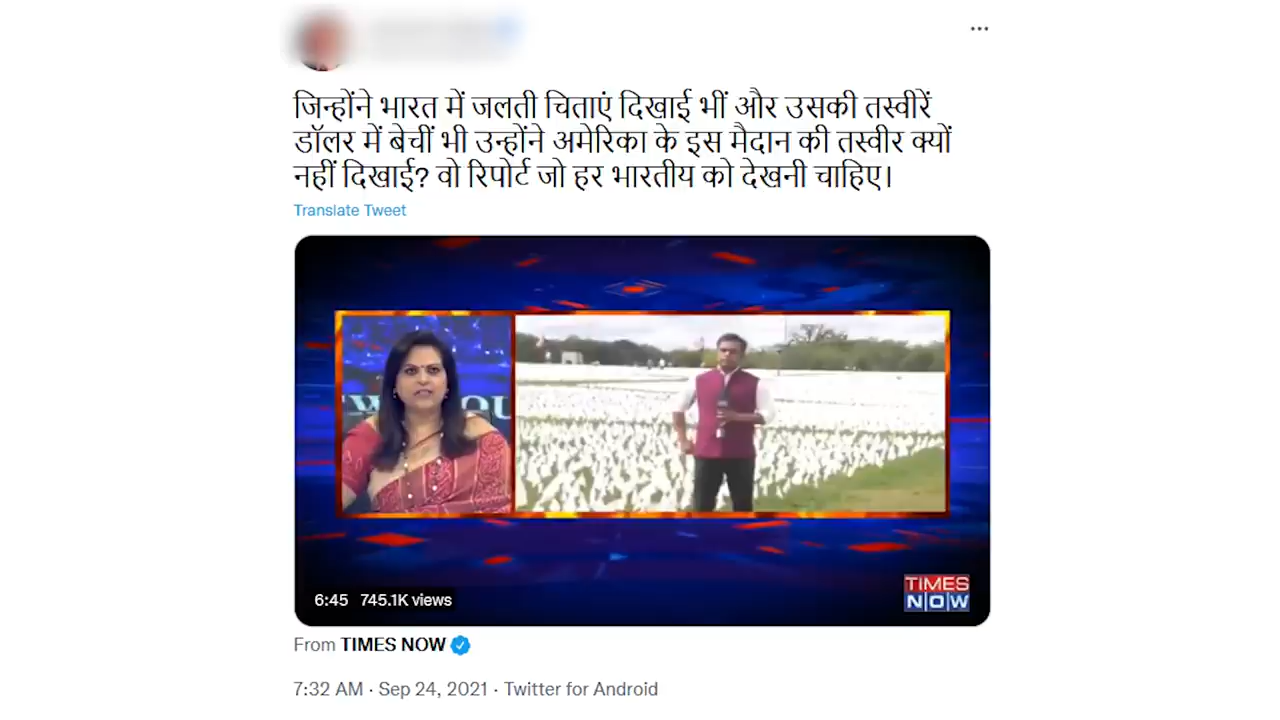 जिन्होंने भारत में जलती चिताएं दिखाई भीं और उसकी तस्वीरें
डॉलर में बेचीं भी उन्होंने अमेरिका के इस मैदान की तस्वीर क्यों
नहीं दिखाई? वो रिपोर्ट जो हर भारतीय को देखनी चाहिए।
Translate Tweet
TIMES
NOW
6:45 745.1K views
From TIMES NOW
7:32 AM · Sep 24, 2021 · Twitter for Android